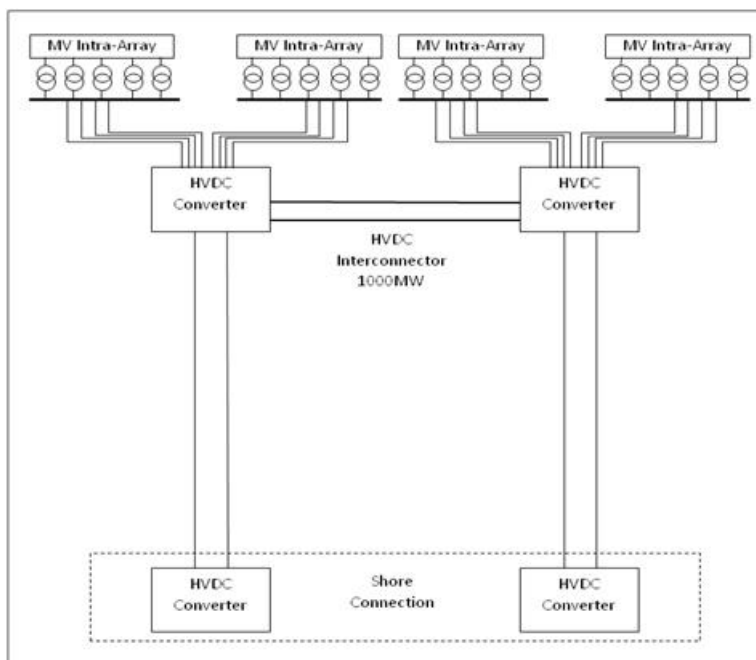 MV Intra-Array
MV Intra-Array
MV Intra-Array
MV Intra-Array
HVDC
Converter
HVDC
Converter
HVDC
Interconnector
1000MW
HVDC
Converter
Shore
Connection
HVDC
Converter